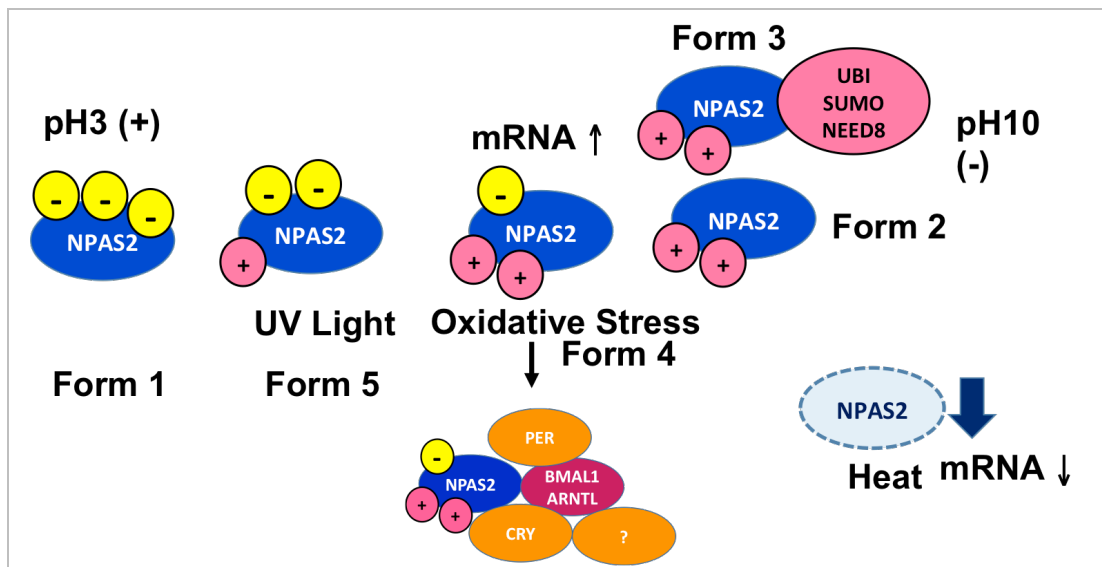 Form 3
UBI
SUMO
NEED8
NPAS2
+
+
pH3 (+)
mRNA ↑
pH10
(-)
-
-
-
NPAS2
-
-
NPAS2
+
-
NPAS2
+
+
NPAS2
+
+
Form 2
UV Light
Oxidative Stress
Form 4
Form 1
Form 5
NPAS2
Heat
mRNA ↓
PER
-
NPAS2
BMAL1
ARNTL
+
+
CRY
?